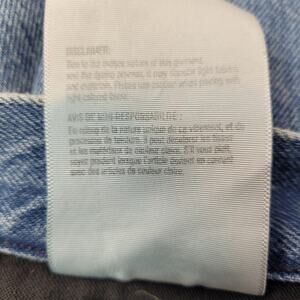 DISCLAIMER:
Due to the unique nature of this garment,
and the dyeing process, it may discolor light fabrics
and materials. Please use caution when pairing with
light colored items.
AVIS DE NON-RESPONSABILITÉ :
En raison de la nature unique de ce vêtement, et du
processus de teinture, il peut décolorer les tissus
et les matériaux de couleur claire. S'il vous plaît,
soyez prudent lorsque l'article devient en contact
avec des articles de couleur claire.